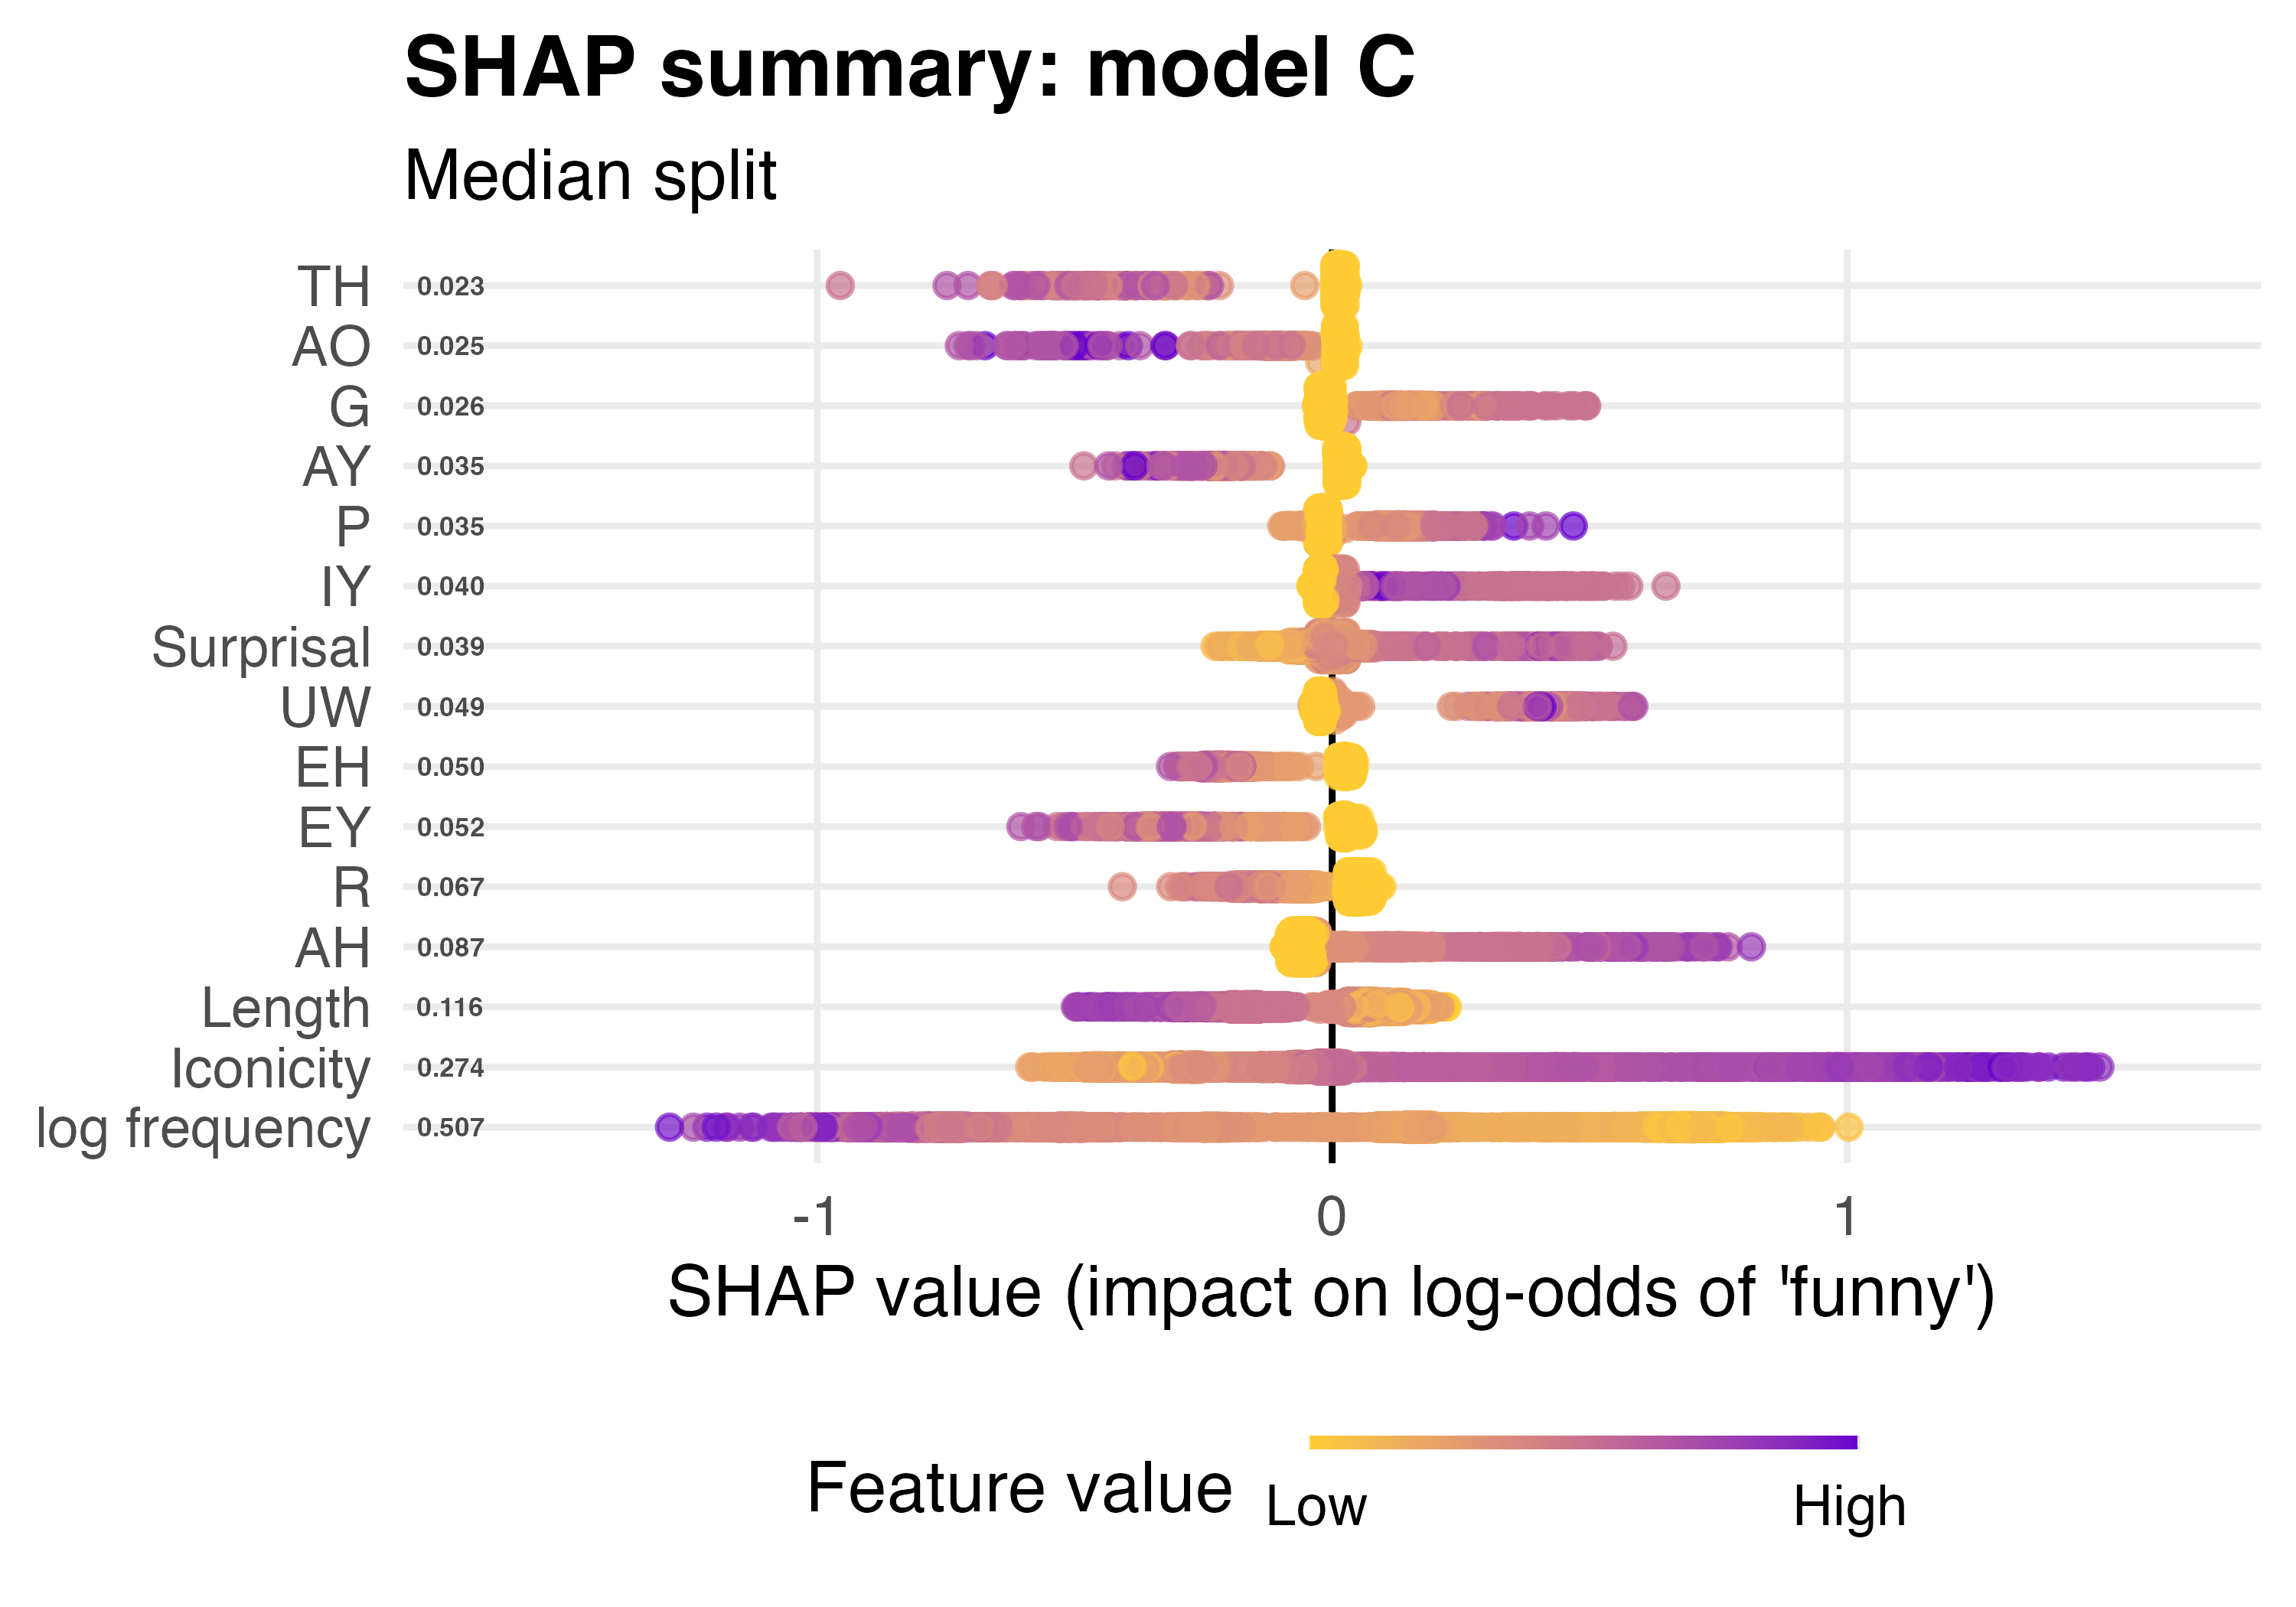 SHAP summary: model C
Median split
TH 0.023
AO 0.025
G 0.026
AY 0.035
P 0.035
IY 0.040
Surprisal 0.039
UW 0.049
EH 0.050
EY 0.052
R 0.067
AH 0.087
Length 0.116
Iconicity 0.274
log frequency 0.507
-1 0 1
SHAP value (impact on log-odds of 'funny')
Feature value
Low High